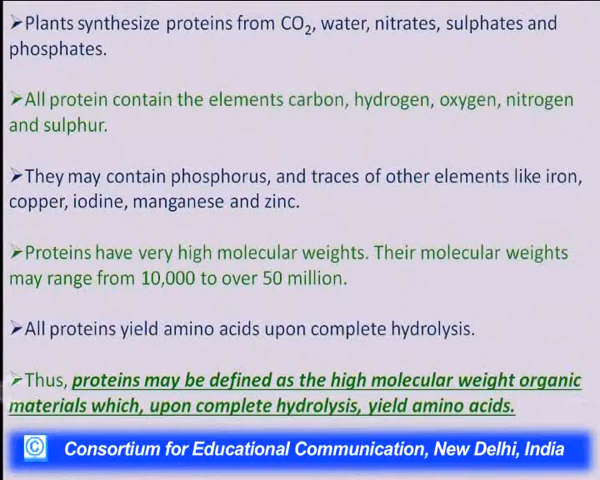 ➢Plants synthesize proteins from CO₂, water, nitrates, sulphates and
phosphates.
➢All protein contain the elements carbon, hydrogen, oxygen, nitrogen
and sulphur.
➢They may contain phosphorus, and traces of other elements like iron,
copper, iodine, manganese and zinc.
➢Proteins have very high molecular weights. Their molecular weights
may range from 10,000 to over 50 million.
➢All proteins yield amino acids upon complete hydrolysis.
➢Thus, proteins may be defined as the high molecular weight organic
materials which, upon complete hydrolysis, yield amino acids.
© Consortium for Educational Communication, New Delhi, India